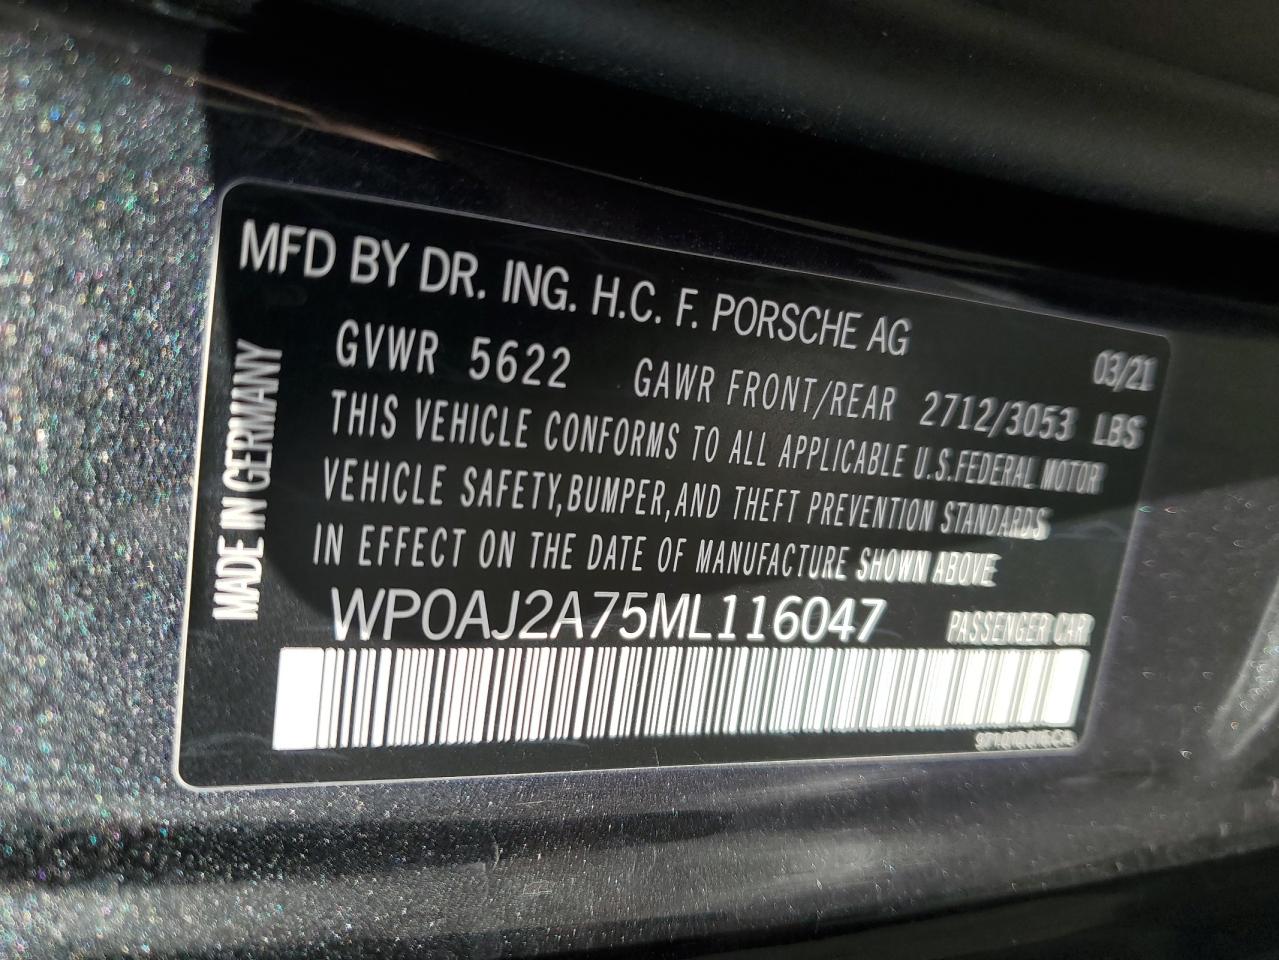 MFD BY DR. ING. H.C. F. PORSCHE AG
03/21
GVWR 5622 GAWR FRONT/REAR 2712/3053 LBS
THIS VEHICLE CONFORMS TO ALL APPLICABLE U.S.FEDERAL MOTOR
VEHICLE SAFETY,BUMPER,AND THEFT PREVENTION STANDARDS
IN EFFECT ON THE DATE OF MANUFACTURE SHOWN ABOVE
WP0AJ2A75ML116047 PASSENGER CAR
MADE IN GERMANY